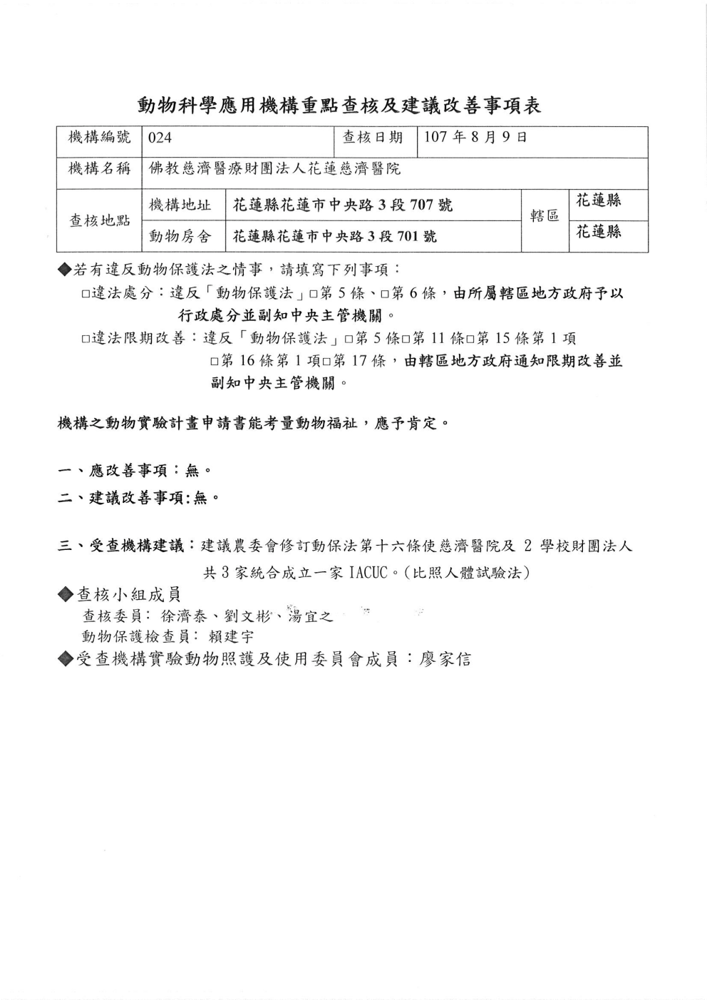 動物科學應用機構重點查核及建議改善事項表
機構編號 024 查核日期 107 年 8 月 9 日
機構名稱 佛教慈濟醫療財團法人花蓮慈濟醫院
查核地點 機構地址 花蓮縣花蓮市中央路 3 段 707 號 轄區 花蓮縣
動物房舍 花蓮縣花蓮市中央路 3 段 701 號 花蓮縣
◆若有違反動物保護法之情事，請填寫下列事項：
□違法處分：違反「動物保護法」□第 5 條、□第 6 條，由所屬轄區地方政府予以
行政處分並副知中央主管機關。
□違法限期改善：違反「動物保護法」□第 5 條□第 11 條□第 15 條第 1 項
□第 16 條第 1 項□第 17 條，由轄區地方政府通知限期改善並
副知中央主管機關。
機構之動物實驗計畫申請書能考量動物福祉，應予肯定。
一、應改善事項：無。
二、建議改善事項:無。
三、受查機構建議：建議農委會修訂動保法第十六條使慈濟醫院及 2 學校財團法人
共 3 家統合成立一家 IACUC。(比照人體試驗法)
◆查核小組成員
查核委員： 徐濟泰、劉文彬、湯宜之
動物保護檢查員： 賴建宇
◆受查機構實驗動物照護及使用委員會成員：廖家信